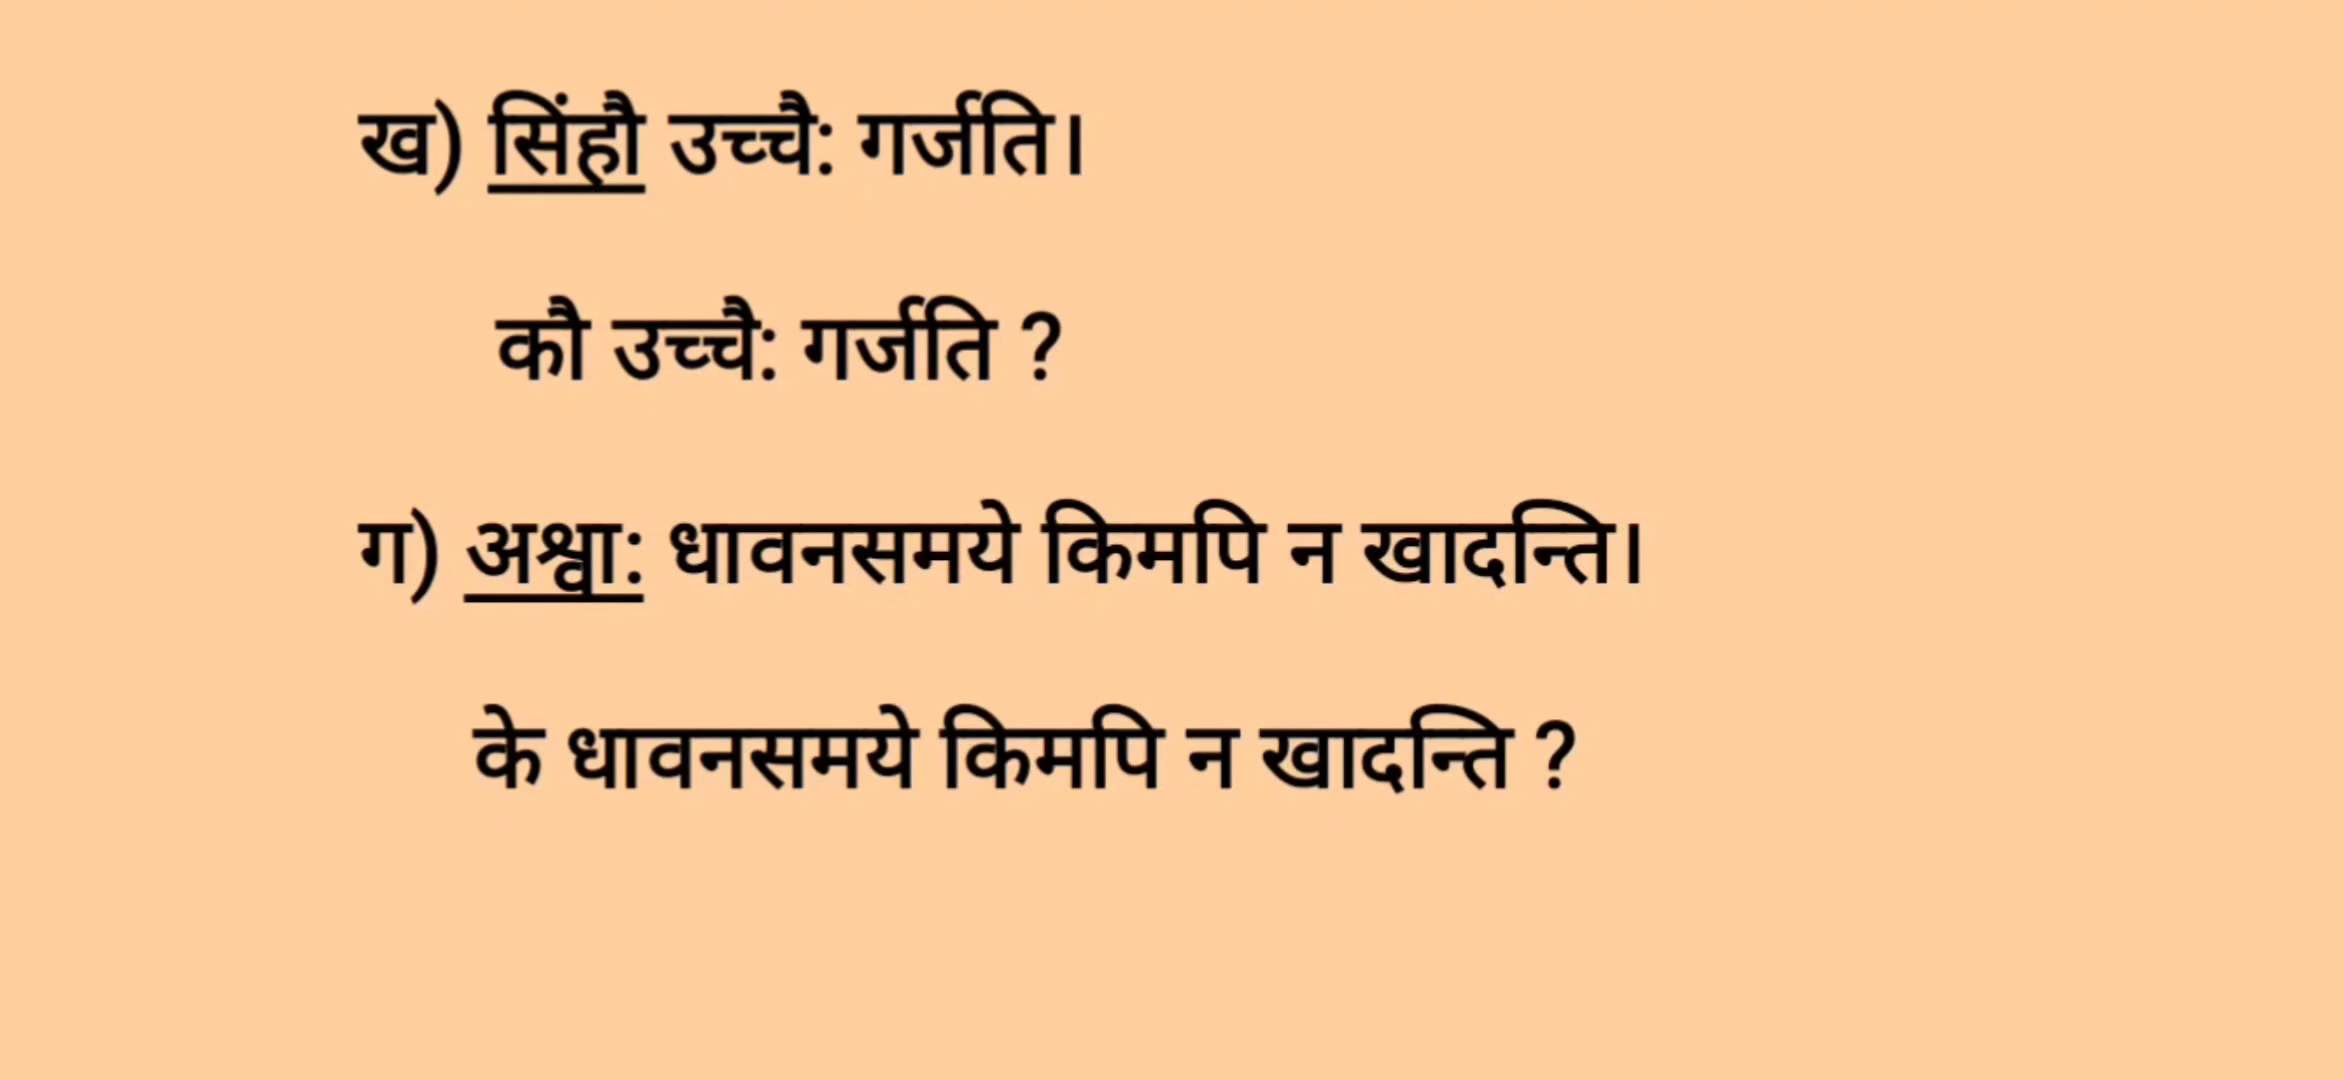 ख) सिंहौ उच्चै: गर्जति।
कौ उच्चै: गर्जति ?
ग) अश्वा: धावनसमये किमपि न खादन्ति।
के धावनसमये किमपि न खादन्ति ?